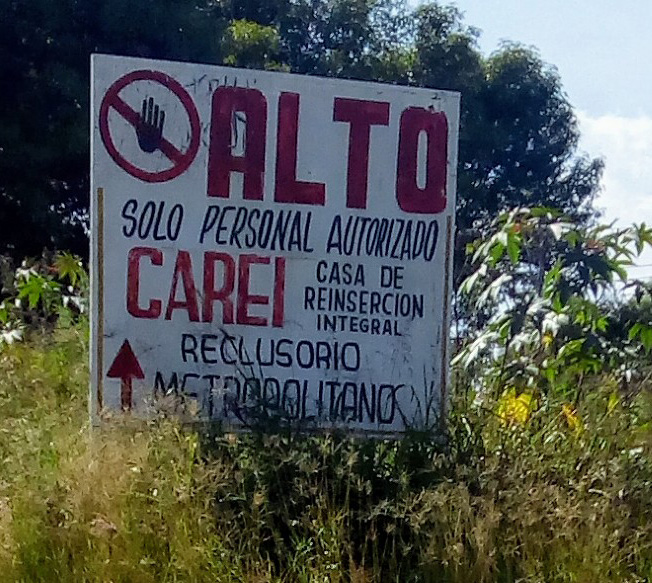 ALTO
SOLO PERSONAL AUTORIZADO
CAREI CASA DE
REINSERCION
INTEGRAL
RECLUSORIO
METROPOLITANO